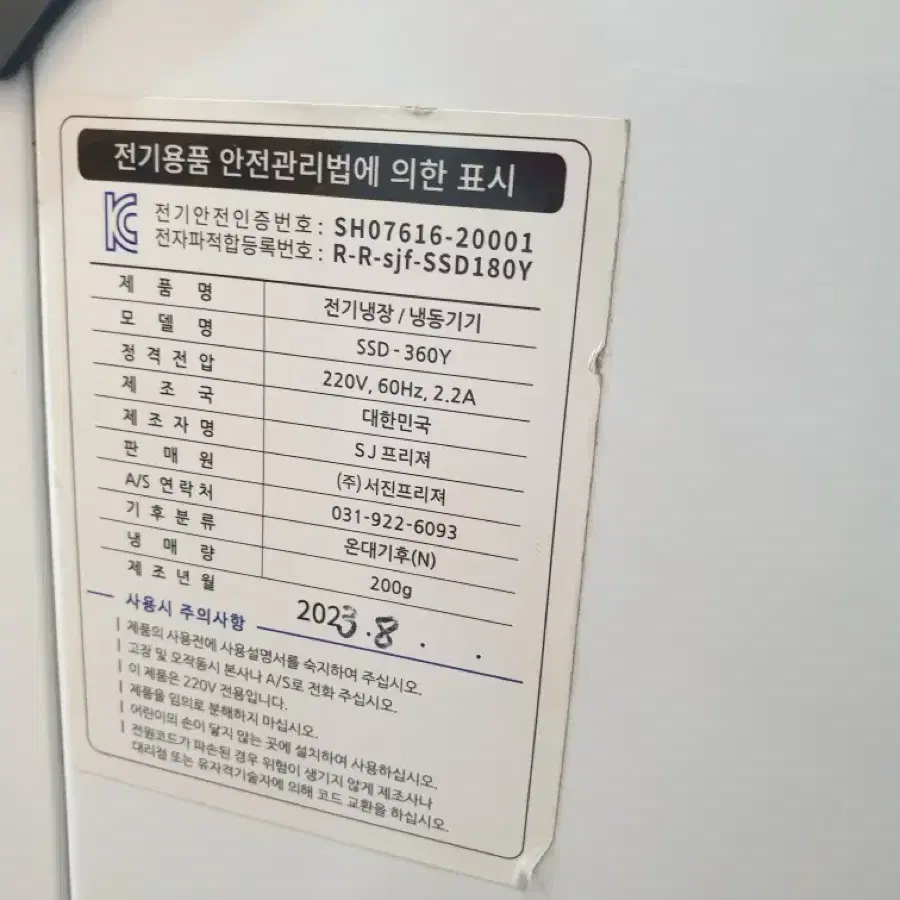 전기용품 안전관리법에 의한 표시
전기안전인증번호 : SH07616-20001
전자파적합등록번호 : R-R-sjf-SSD180Y
제 품 명 전기냉장 / 냉동기기
모 델 명 SSD - 360Y
정 격 전 압 220V, 60Hz, 2.2A
제 조 국 대한민국
제 조 자 명 S J 프리져
판 매 원 (주) 서진프리져
A/S 연 락 처 031-922-6093
기 후 분 류 온대기후(N)
냉 매 량 200g
제 조 년 월 2023.8 . .
사용시 주의사항
제품의 사용전에 사용설명서를 숙지하여 주십시오.
고장 및 오작동시 본사나 A/S로 전화 주십시오.
이 제품은 220V 전용입니다.
제품을 임의로 분해하지 마십시오.
어린이의 손이 닿지 않는 곳에 설치하여 사용하십시오.
전원코드가 파손된 경우 위험이 생기지 않게 제조사나
대리점 또는 유자격기술자에 의해 코드 교환을 하십시오.